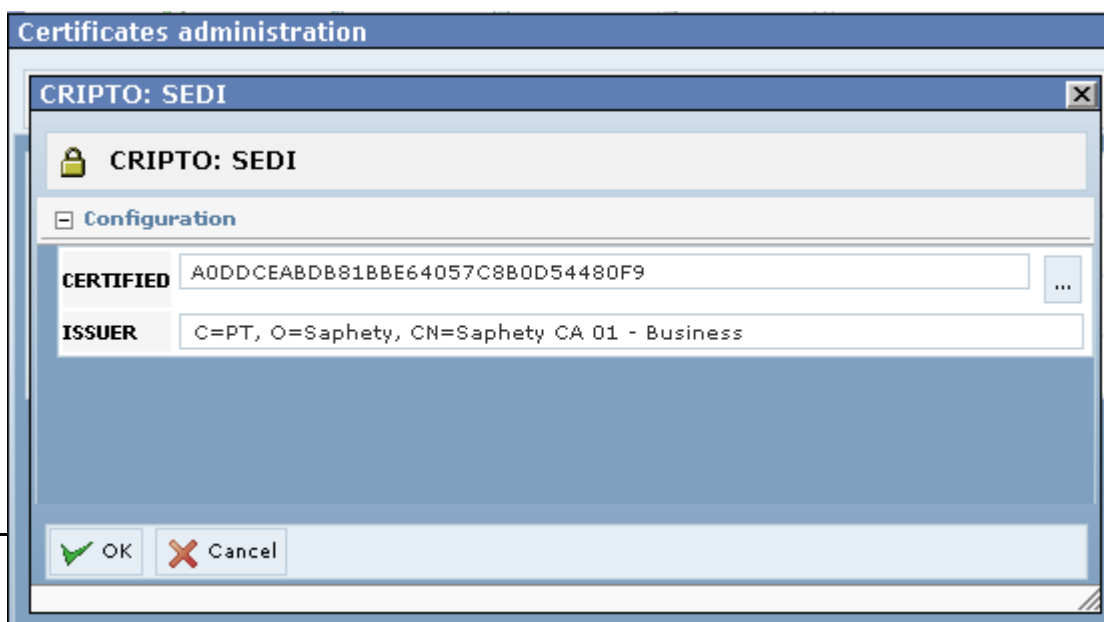 Certificates administration
CRIPTO: SEDI
CRIPTO: SEDI
Configuration
CERTIFIED A0DDCEABDB81BBE64057C8B0D54480F9
...
ISSUER C=PT, O=Saphety, CN=Saphety CA 01 - Business
OK Cancel